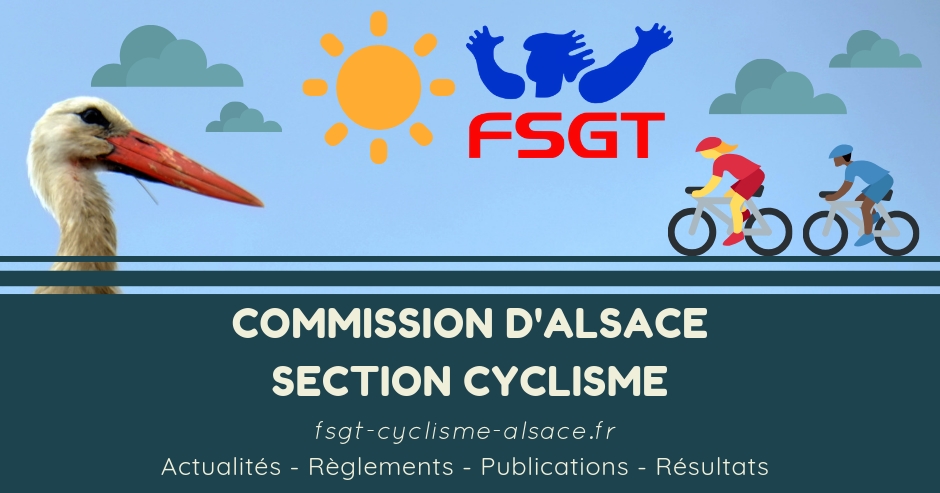 FSGT
COMMISSION D'ALSACE
SECTION CYCLISME
fsgt-cyclisme-alsace.fr
Actualités - Règlements - Publications - Résultats